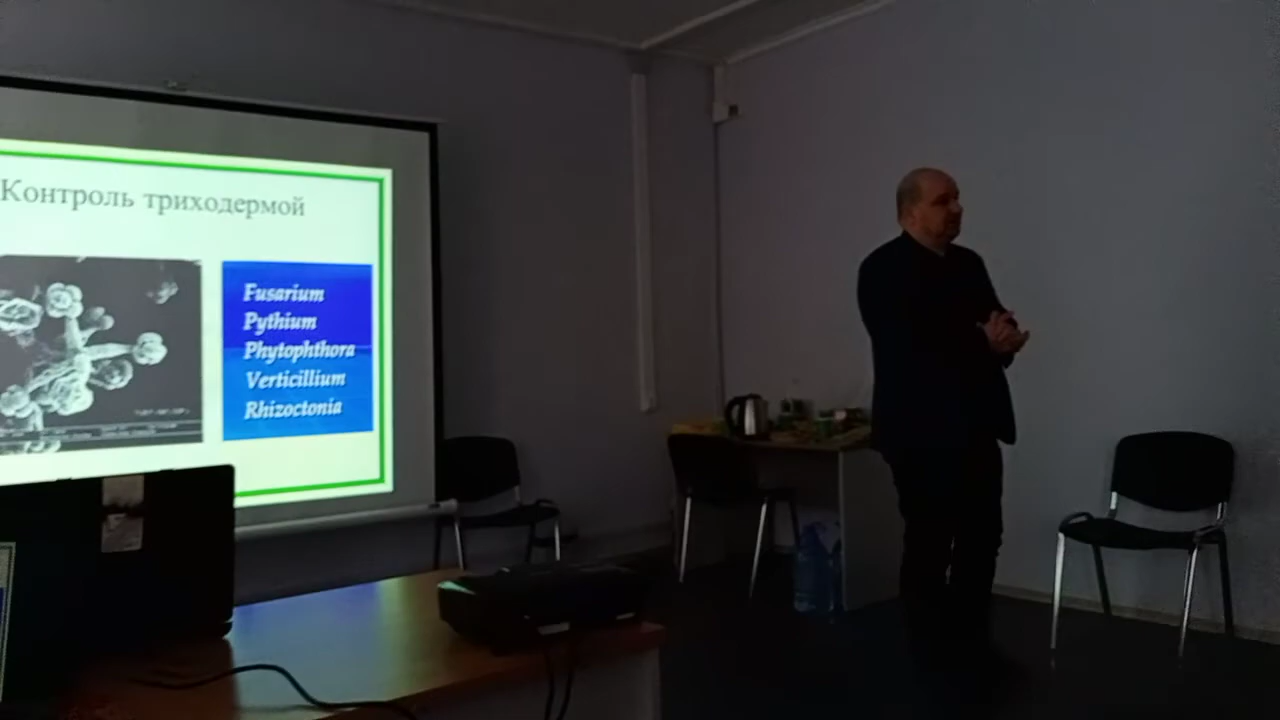 Контроль триходермой
Fusarium
Pythium
Phytophthora
Verticillium
Rhizoctonia